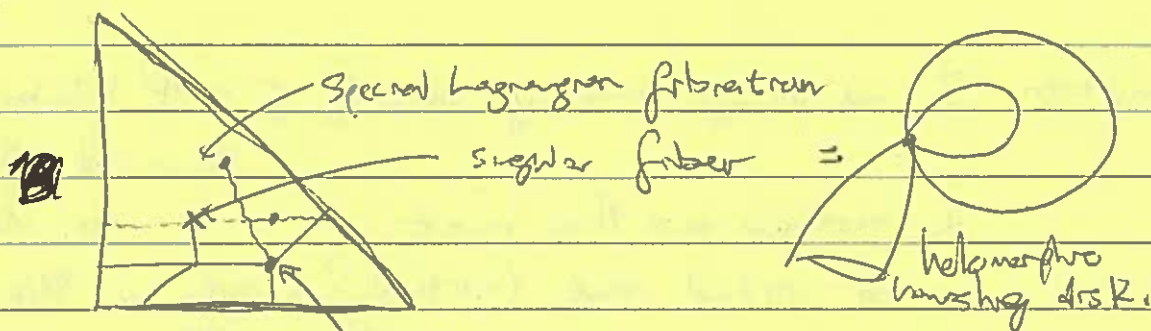 Special Lagrangian fibration
singular fiber =
holomorphic
vanishing disk.